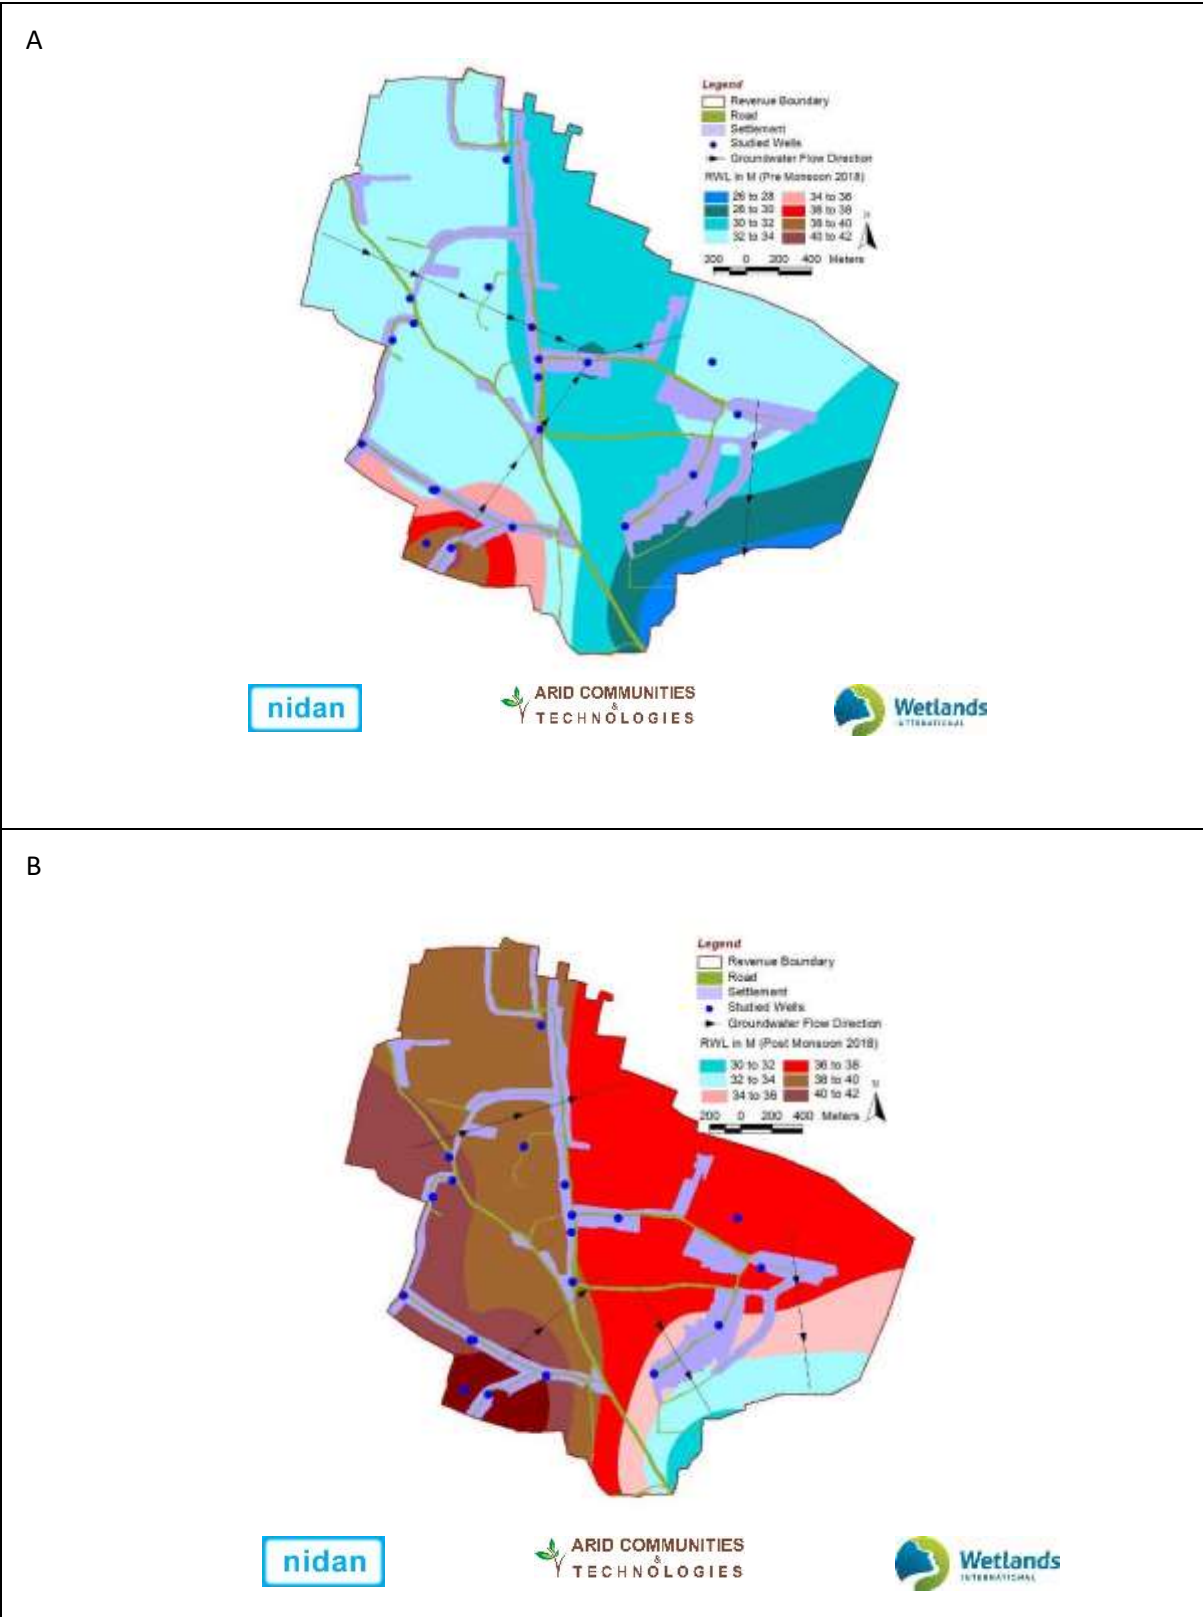 A
Legend
Revenue Boundary
Road
Settlement
Studied Wells
Groundwater Flow Direction
RWL in M (Pre Monsoon 2018)
26 to 28 34 to 36
28 to 30 36 to 38
30 to 32 38 to 40
32 to 34 40 to 42
200 0 200 400 Meters
nidan
ARID COMMUNITIES
&
TECHNOLOGIES
Wetlands
INTERNATIONAL
B
Legend
Revenue Boundary
Road
Settlement
Studied Wells
Groundwater Flow Direction
RWL in M (Post Monsoon 2018)
30 to 32 36 to 38
32 to 34 38 to 40
34 to 36 40 to 42
200 0 200 400 Meters
nidan
ARID COMMUNITIES
&
TECHNOLOGIES
Wetlands
INTERNATIONAL